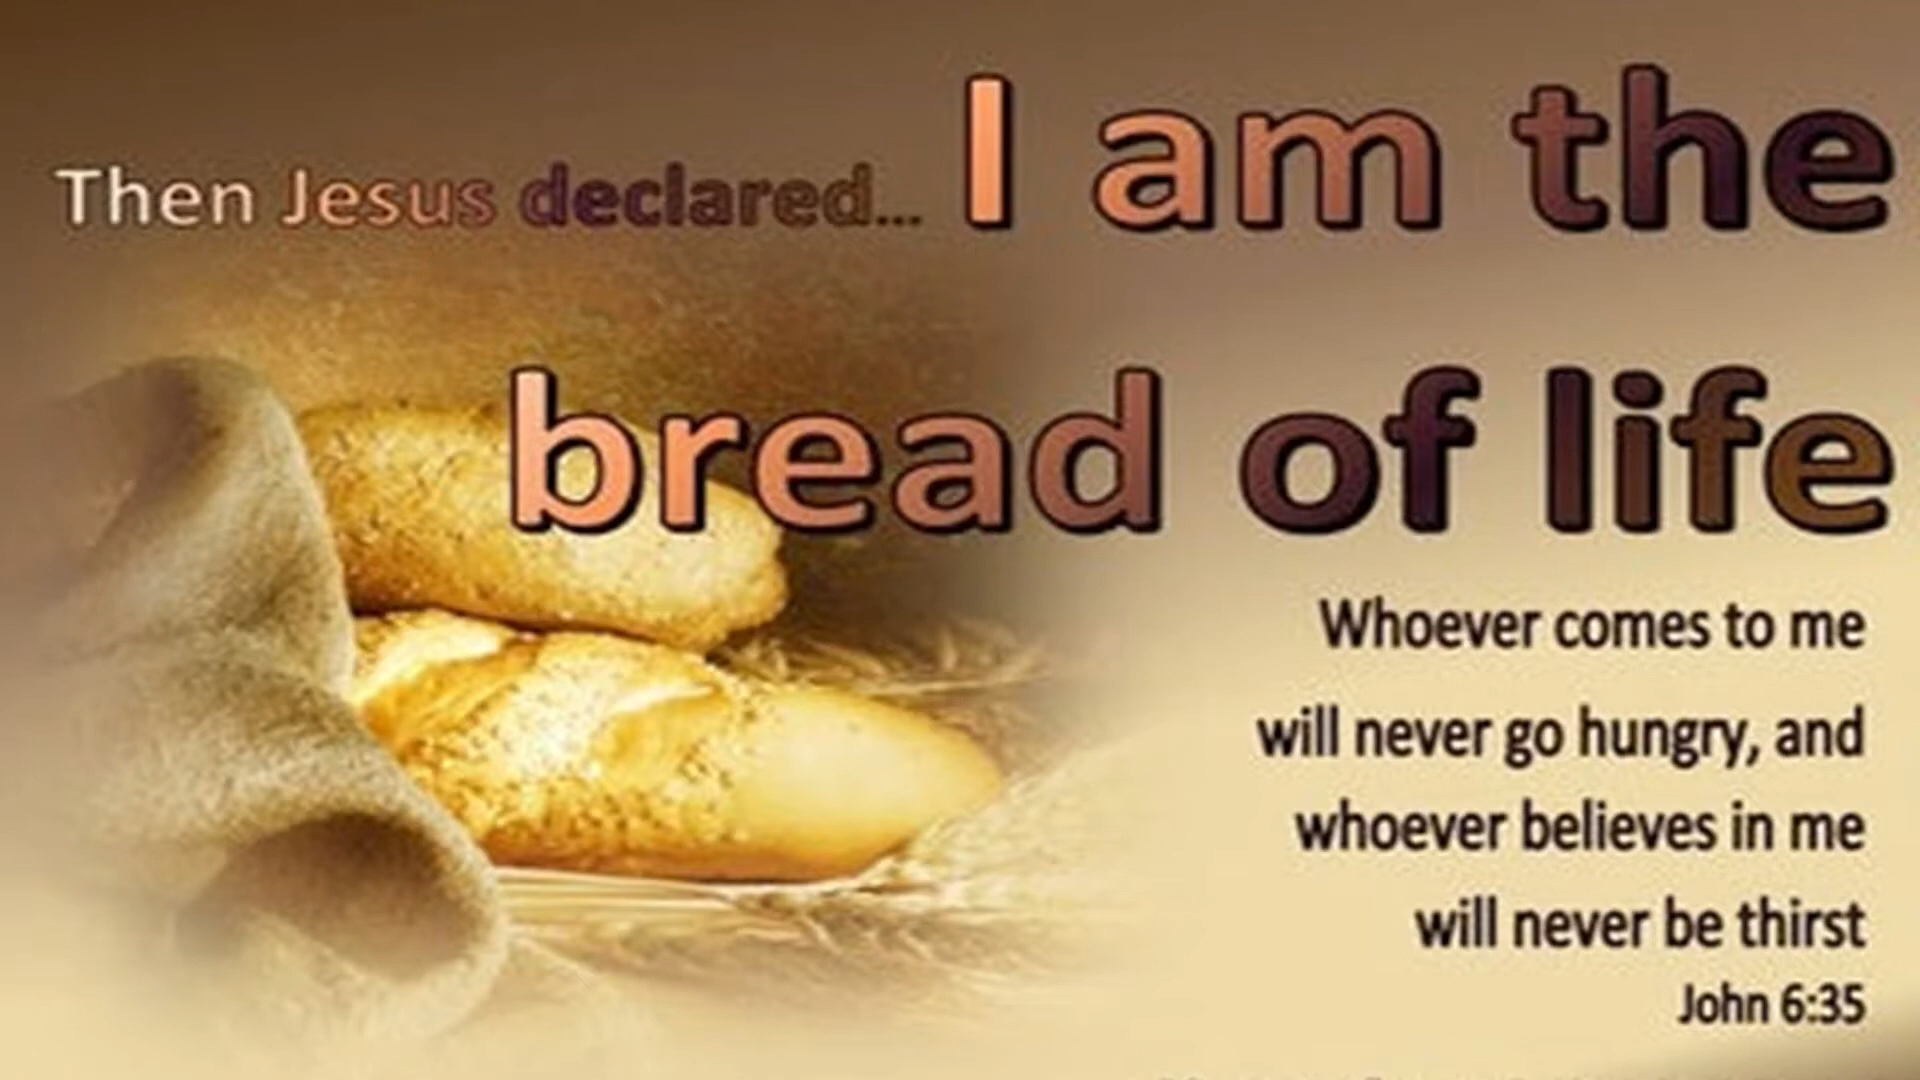 Then Jesus declared... I am the
bread of life
Whoever comes to me
will never go hungry, and
whoever believes in me
will never be thirst
John 6:35